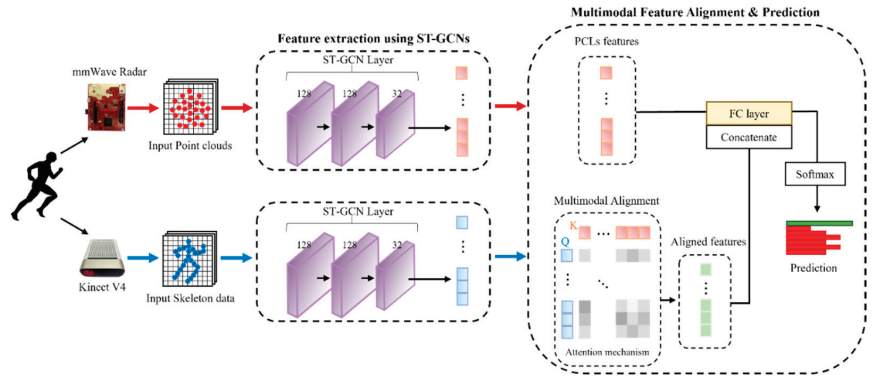 Multimodal Feature Alignment & Prediction
Feature extraction using ST-GCNs
PCLs features
mmWave Radar
ST-GCN Layer
128
128
32
Input Point clouds
FC layer
Concatenate
Softmax
Multimodal Alignment
ST-GCN Layer
K
Q
128
128
32
Aligned features
Prediction
Kinect V4
Input Skeleton data
Attention mechanism